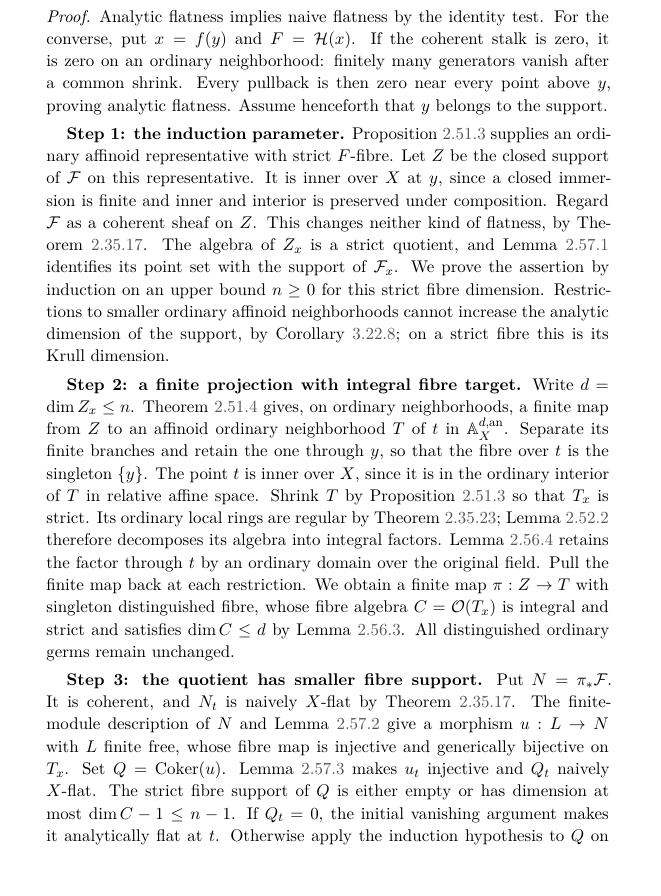 Proof. Analytic flatness implies naive flatness by the identity test. For the
converse, put x = f(y) and F = ℋ(x). If the coherent stalk is zero, it
is zero on an ordinary neighborhood: finitely many generators vanish after
a common shrink. Every pullback is then zero near every point above y,
proving analytic flatness. Assume henceforth that y belongs to the support.
Step 1: the induction parameter. Proposition 2.51.3 supplies an ordi-
nary affinoid representative with strict F-fibre. Let Z be the closed support
of ℱ on this representative. It is inner over X at y, since a closed immer-
sion is finite and inner and interior is preserved under composition. Regard
ℱ as a coherent sheaf on Z. This changes neither kind of flatness, by The-
orem 2.35.17. The algebra of Zₓ is a strict quotient, and Lemma 2.57.1
identifies its point set with the support of ℱₓ. We prove the assertion by
induction on an upper bound n ≥ 0 for this strict fibre dimension. Restric-
tions to smaller ordinary affinoid neighborhoods cannot increase the analytic
dimension of the support, by Corollary 3.22.8; on a strict fibre this is its
Krull dimension.
Step 2: a finite projection with integral fibre target. Write d =
dim Zₓ ≤ n. Theorem 2.51.4 gives, on ordinary neighborhoods, a finite map
from Z to an affinoid ordinary neighborhood T of t in 𝔸_X^{d,an}. Separate its
finite branches and retain the one through y, so that the fibre over t is the
singleton {y}. The point t is inner over X, since it is in the ordinary interior
of T in relative affine space. Shrink T by Proposition 2.51.3 so that Tₓ is
strict. Its ordinary local rings are regular by Theorem 2.35.23; Lemma 2.52.2
therefore decomposes its algebra into integral factors. Lemma 2.56.4 retains
the factor through t by an ordinary domain over the original field. Pull the
finite map back at each restriction. We obtain a finite map π : Z → T with
singleton distinguished fibre, whose fibre algebra C = 𝒪(Tₓ) is integral and
strict and satisfies dim C ≤ d by Lemma 2.56.3. All distinguished ordinary
germs remain unchanged.
Step 3: the quotient has smaller fibre support. Put N = π_*ℱ.
It is coherent, and N_t is naively X-flat by Theorem 2.35.17. The finite-
module description of N and Lemma 2.57.2 give a morphism u : L → N
with L finite free, whose fibre map is injective and generically bijective on
Tₓ. Set Q = Coker(u). Lemma 2.57.3 makes u_t injective and Q_t naively
X-flat. The strict fibre support of Q is either empty or has dimension at
most dim C − 1 ≤ n − 1. If Q_t = 0, the initial vanishing argument makes
it analytically flat at t. Otherwise apply the induction hypothesis to Q on